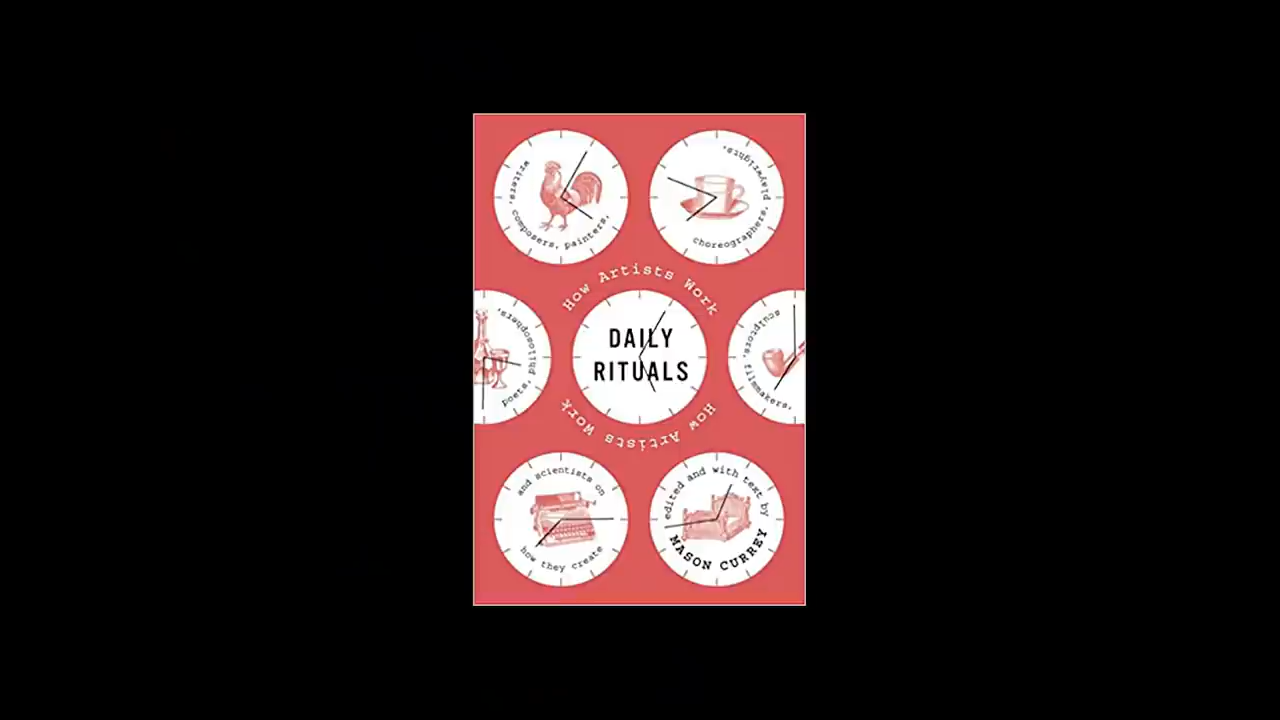 writers, composers, painters,
choreographers, playwrights,
How Artists Work
poets, philosophers,
DAILY
RITUALS
sculptors, filmmakers,
How Artists Work
and scientists on
how they create
edited and with text by
MASON CURREY